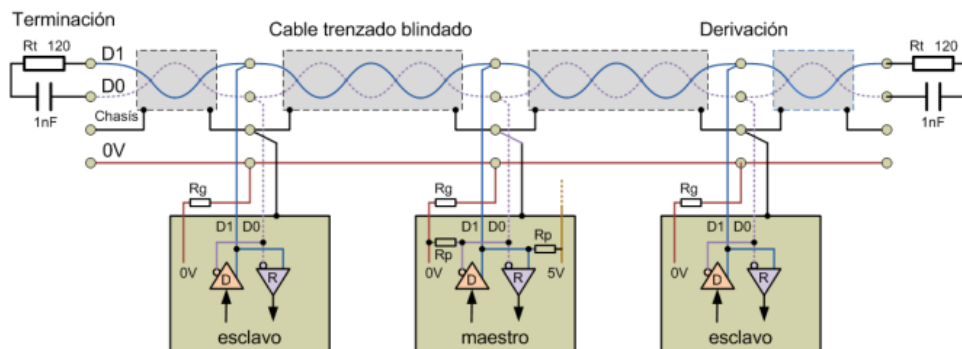 Terminación
Cable trenzado blindado
Derivación
Rt 120
D1
D0
1nF
Chasis
0V
Rt 120
1nF
Rg
D1 D0
0V
D
R
esclavo
Rg
D1 D0
Rp
Rp
0V
5V
D
R
maestro
Rg
D1 D0
0V
D
R
esclavo